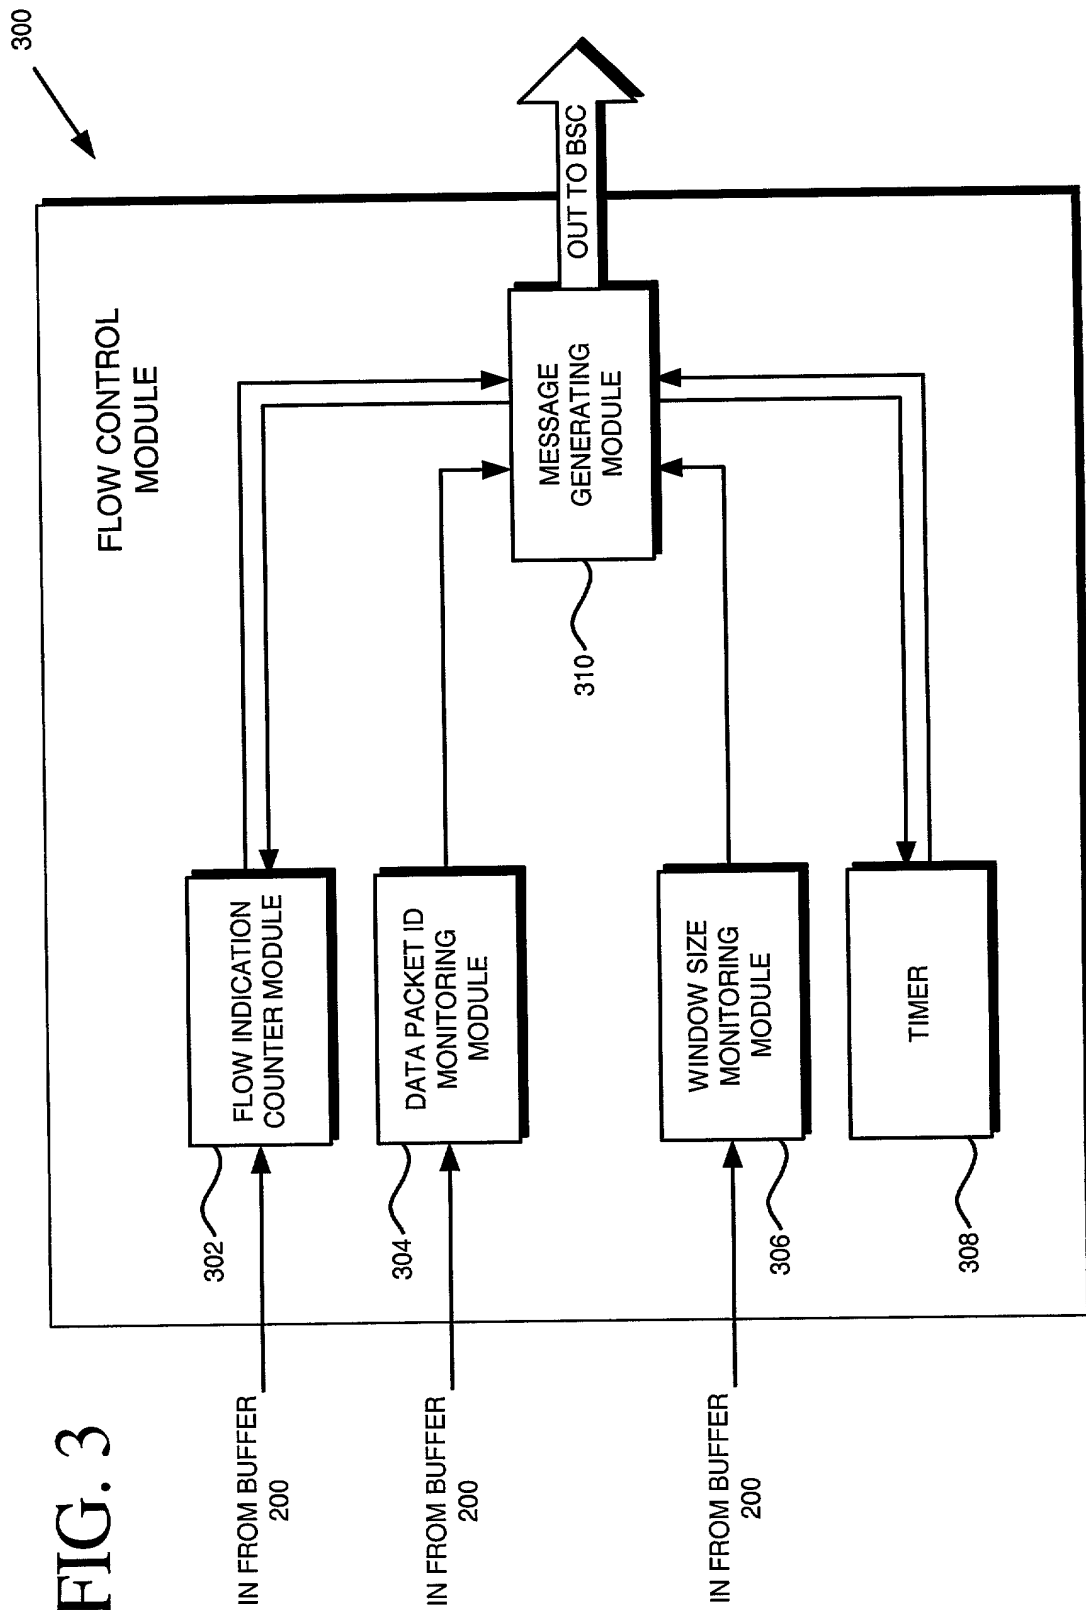 FIG. 3
300
FLOW CONTROL
MODULE
IN FROM BUFFER
200
302
FLOW INDICATION
COUNTER MODULE
IN FROM BUFFER
200
304
DATA PACKET ID
MONITORING
MODULE
MESSAGE
GENERATING
MODULE
310
OUT TO BSC
IN FROM BUFFER
200
306
WINDOW SIZE
MONITORING
MODULE
308
TIMER